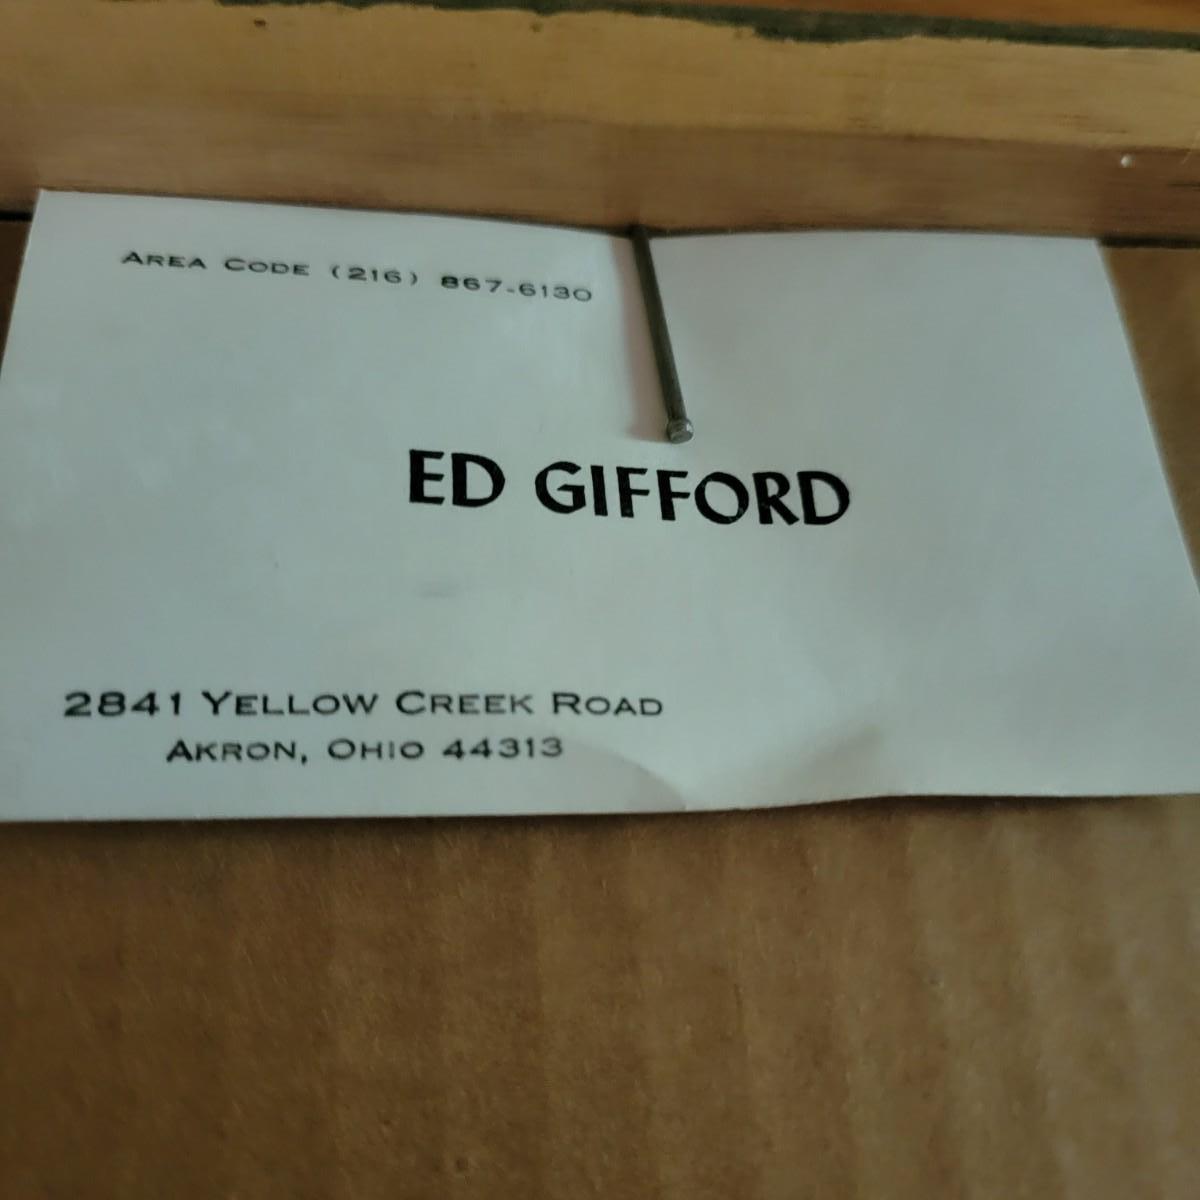 AREA CODE (216) 867-6130
ED GIFFORD
2841 YELLOW CREEK ROAD
AKRON, OHIO 44313